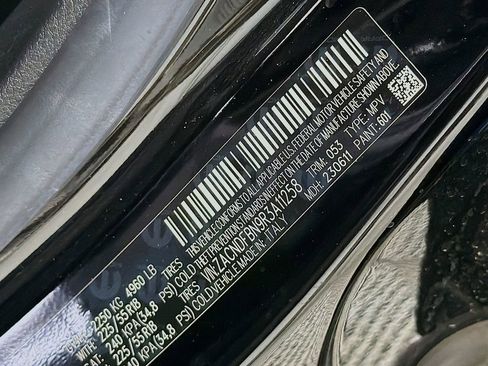 2250 KG 4960 LB
WITH: 225/55R18 TIRES
AT: 240 KPA(34,8 PSI) COLD
225/55R18 TIRES
240 KPA(34,8 PSI) COLD
THIS VEHICLE CONFORMS TO ALL APPLICABLE U.S. FEDERAL MOTOR VEHICLE SAFETY AND
THEFT PREVENTION STANDARDS IN EFFECT ON THE DATE OF MANUFACTURE SHOWN ABOVE.
VIN:ZACNDFBN9R3A11258
TRIM: 053 TYPE: MPV
VEHICLE MADE IN: ITALY
MDH: 230611 PAINT: 601